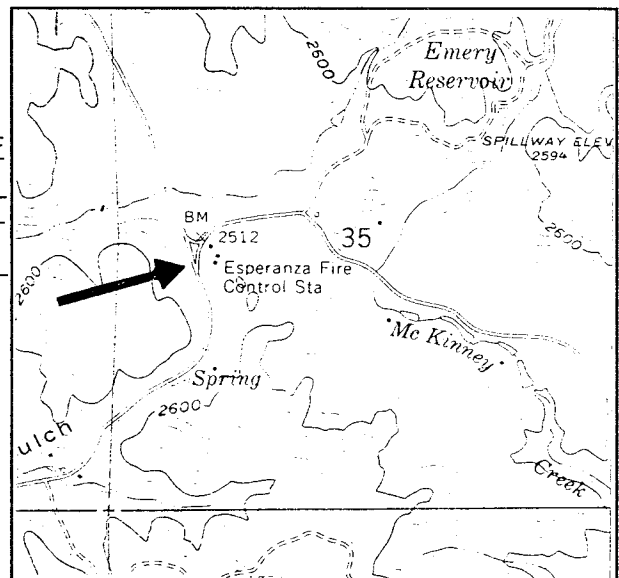 2600
Emery
Reservoir
SPILLWAY ELEV
2594
BM
2512
35
2600
Esperanza Fire
Control Sta
2600
Mc Kinney
Spring
2600
ulch
Creek